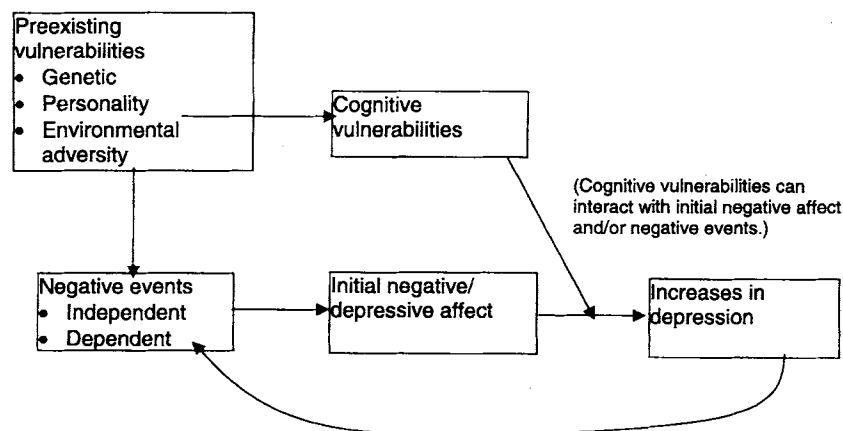 Preexisting
vulnerabilities
• Genetic
• Personality
• Environmental
adversity
Cognitive
vulnerabilities
(Cognitive vulnerabilities can
interact with initial negative affect
and/or negative events.)
Negative events
• Independent
• Dependent
Initial negative/
depressive affect
Increases in
depression